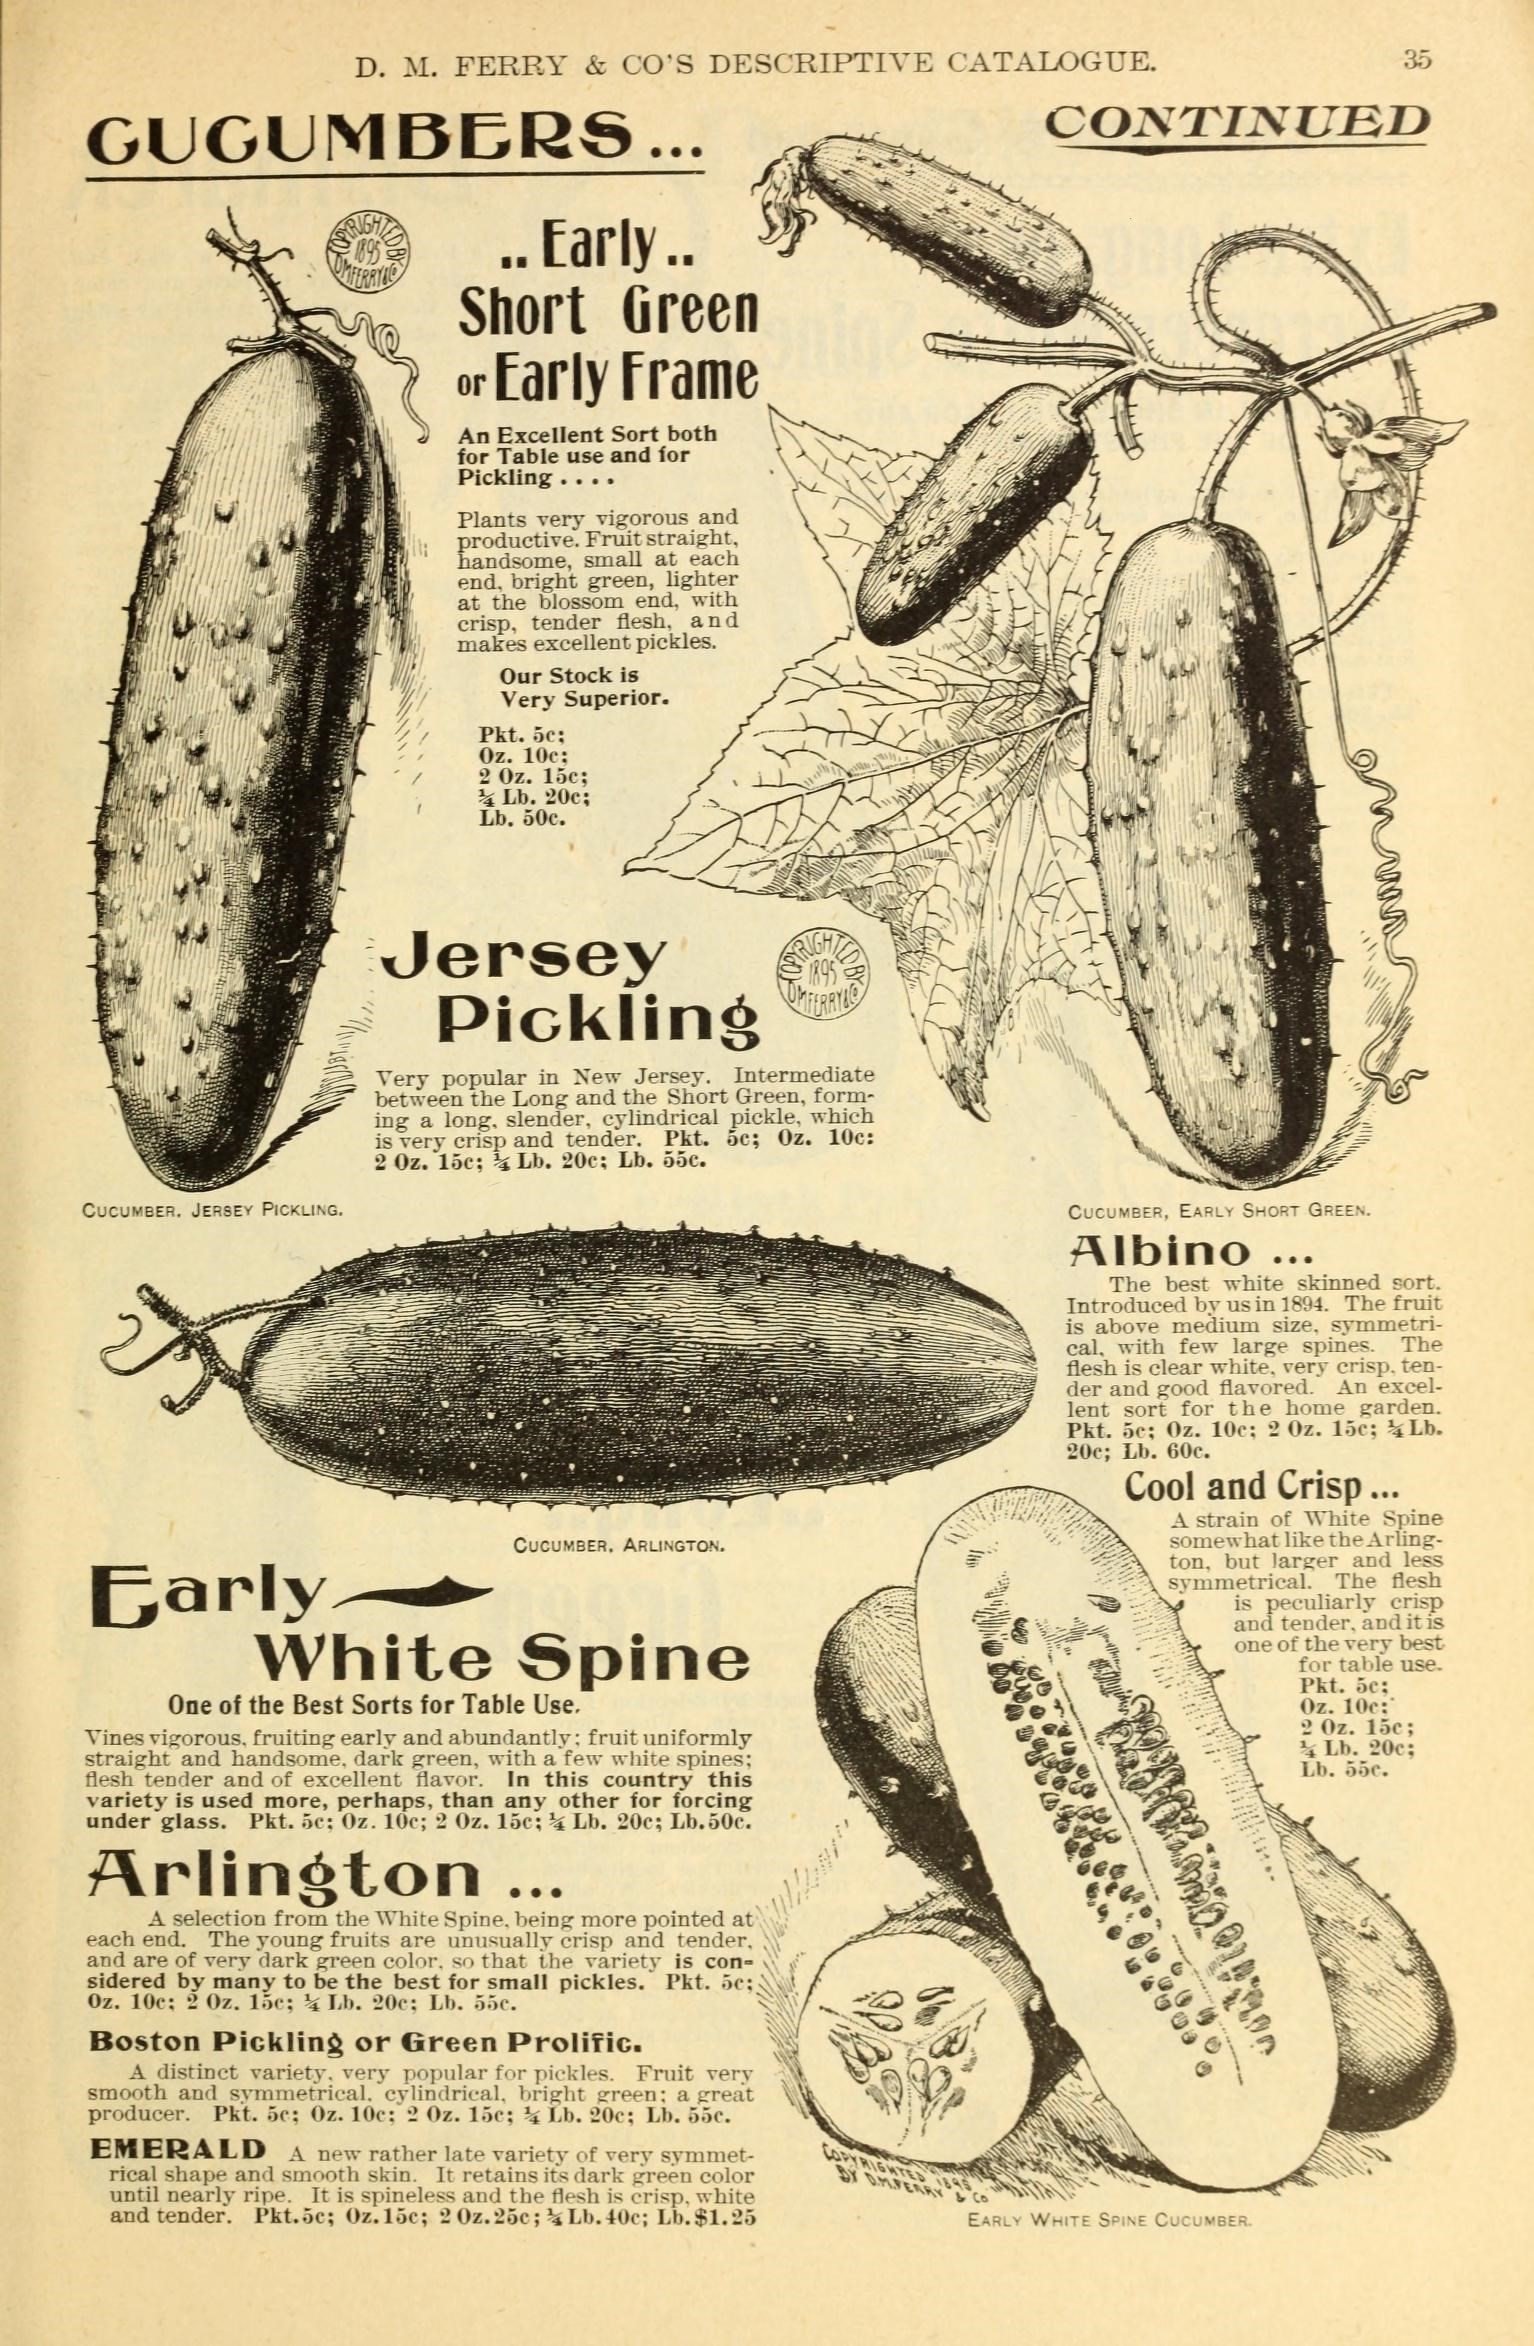 D. M. FERRY & CO'S DESCRIPTIVE CATALOGUE. 35
CUCUMBERS... CONTINUED
COPYRIGHTED BY
1895
D.M.FERRY & CO
.. Early ..
Short Green
or Early Frame
An Excellent Sort both
for Table use and for
Pickling . . . .
Plants very vigorous and
productive. Fruit straight,
handsome, small at each
end, bright green, lighter
at the blossom end, with
crisp, tender flesh, and
makes excellent pickles.
Our Stock is
Very Superior.
Pkt. 5c;
Oz. 10c;
2 Oz. 15c;
¼ Lb. 20c;
Lb. 50c.
Jersey
Pickling
COPYRIGHTED BY
1895
D.M.FERRY & CO
Very popular in New Jersey. Intermediate
between the Long and the Short Green, form-
ing a long, slender, cylindrical pickle, which
is very crisp and tender. Pkt. 5c; Oz. 10c:
2 Oz. 15c; ¼ Lb. 20c; Lb. 55c.
CUCUMBER. JERSEY PICKLING.
CUCUMBER, EARLY SHORT GREEN.
CUCUMBER, ARLINGTON.
Albino ...
The best white skinned sort.
Introduced by us in 1894. The fruit
is above medium size, symmetri-
cal, with few large spines. The
flesh is clear white, very crisp, ten-
der and good flavored. An excel-
lent sort for the home garden.
Pkt. 5c; Oz. 10c; 2 Oz. 15c; ¼ Lb.
20c; Lb. 60c.
Cool and Crisp...
A strain of White Spine
somewhat like the Arling-
ton, but larger and less
symmetrical. The flesh
is peculiarly crisp
and tender, and it is
one of the very best
for table use.
Pkt. 5c;
Oz. 10c;
2 Oz. 15c;
¼ Lb. 20c;
Lb. 55c.
Early
White Spine
One of the Best Sorts for Table Use.
Vines vigorous, fruiting early and abundantly; fruit uniformly
straight and handsome, dark green, with a few white spines;
flesh tender and of excellent flavor. In this country this
variety is used more, perhaps, than any other for forcing
under glass. Pkt. 5c; Oz. 10c; 2 Oz. 15c; ¼ Lb. 20c; Lb. 50c.
Arlington ...
A selection from the White Spine, being more pointed at
each end. The young fruits are unusually crisp and tender,
and are of very dark green color, so that the variety is con-
sidered by many to be the best for small pickles. Pkt. 5c;
Oz. 10c; 2 Oz. 15c; ¼ Lb. 20c; Lb. 55c.
Boston Pickling or Green Prolific.
A distinct variety, very popular for pickles. Fruit very
smooth and symmetrical, cylindrical, bright green; a great
producer. Pkt. 5c; Oz. 10c; 2 Oz. 15c; ¼ Lb. 20c; Lb. 55c.
EMERALD A new rather late variety of very symmet-
rical shape and smooth skin. It retains its dark green color
until nearly ripe. It is spineless and the flesh is crisp, white
and tender. Pkt. 5c; Oz. 15c; 2 Oz. 25c; ¼ Lb. 40c; Lb. $1.25
COPYRIGHTED 1895
BY D.M.FERRY & CO
EARLY WHITE SPINE CUCUMBER.